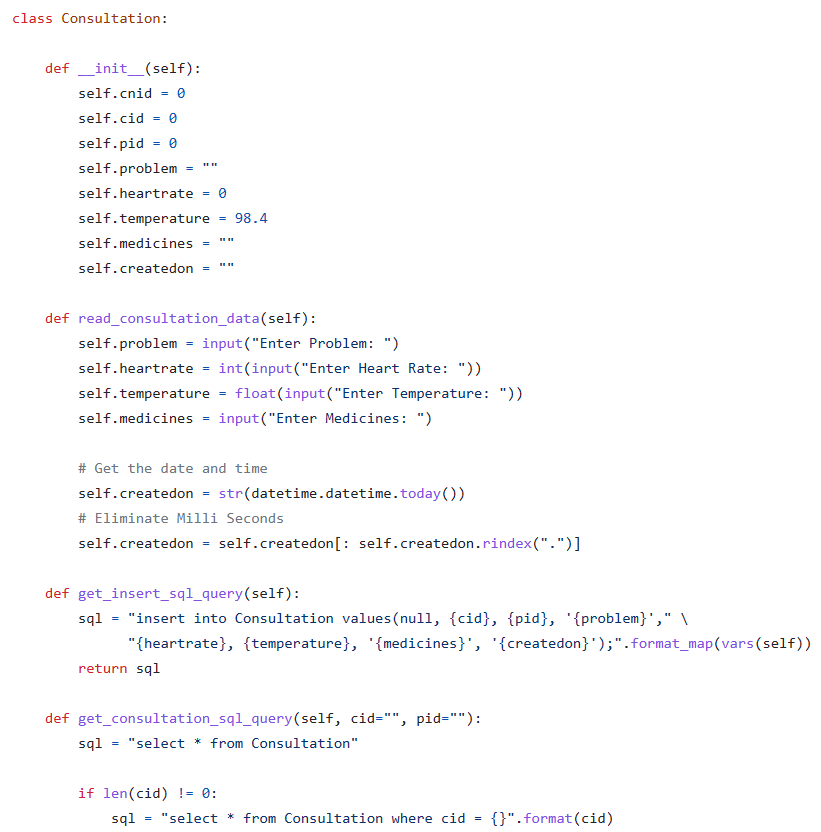 class Consultation:

    def __init__(self):
        self.cnid = 0
        self.cid = 0
        self.pid = 0
        self.problem = ""
        self.heartrate = 0
        self.temperature = 98.4
        self.medicines = ""
        self.createdon = ""

    def read_consultation_data(self):
        self.problem = input("Enter Problem: ")
        self.heartrate = int(input("Enter Heart Rate: "))
        self.temperature = float(input("Enter Temperature: "))
        self.medicines = input("Enter Medicines: ")

        # Get the date and time
        self.createdon = str(datetime.datetime.today())
        # Eliminate Milli Seconds
        self.createdon = self.createdon[: self.createdon.rindex(".")]

    def get_insert_sql_query(self):
        sql = "insert into Consultation values(null, {cid}, {pid}, '{problem}'," \
              "{heartrate}, {temperature}, '{medicines}', '{createdon}');".format_map(vars(self))
        return sql

    def get_consultation_sql_query(self, cid="", pid=""):
        sql = "select * from Consultation"

        if len(cid) != 0:
            sql = "select * from Consultation where cid = {}".format(cid)